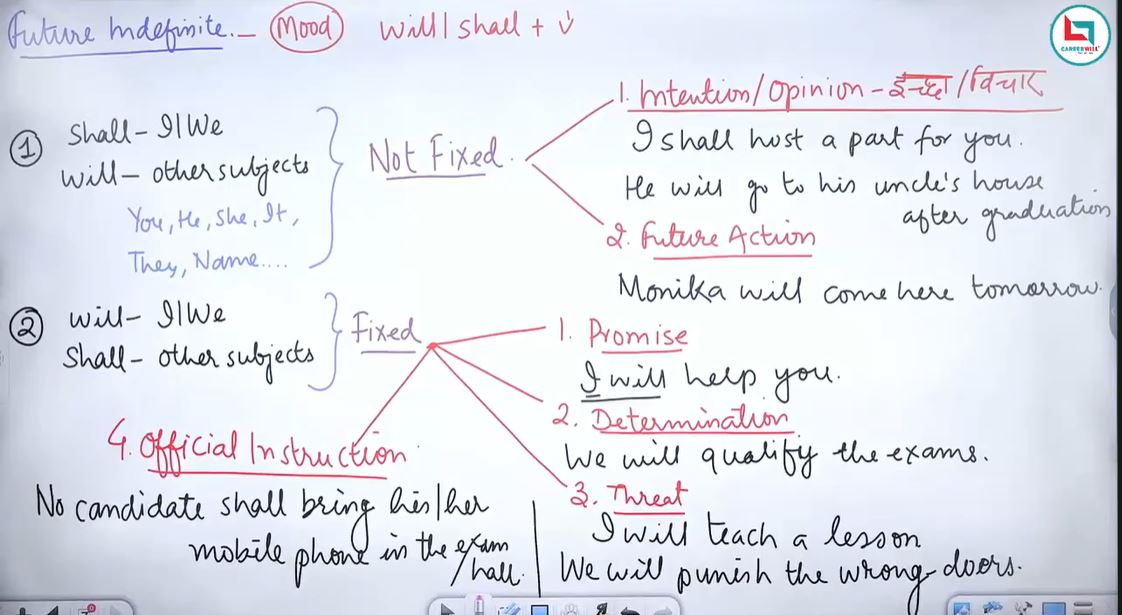 Future Indefinite. – Mood will/shall + V¹
CAREERWILL
① Shall – I/We
will – other subjects
You, He, She, It,
They, Name....
Not Fixed.
1. Intention/Opinion – इच्छा/विचार
I shall host a part for you.
He will go to his uncle's house
after graduation
2. Future Action
Monika will come here tomorrow.
② will – I/We
Shall – other subjects
Fixed
1. Promise
I will help you.
2. Determination
We will qualify the exams.
3. Threat
I will teach a lesson
We will punish the wrong-doers.
4. Official Instruction
No candidate shall bring his/her
mobile phone in the exam
/hall.